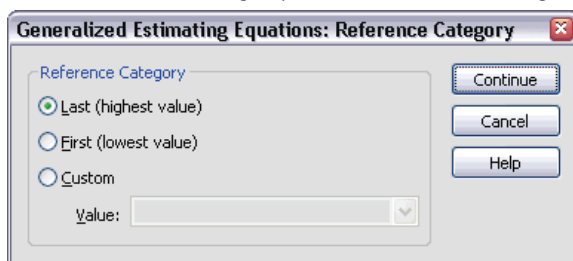 Generalized Estimating Equations: Reference Category
Reference Category
Last (highest value)
First (lowest value)
Custom
Value:
Continue
Cancel
Help